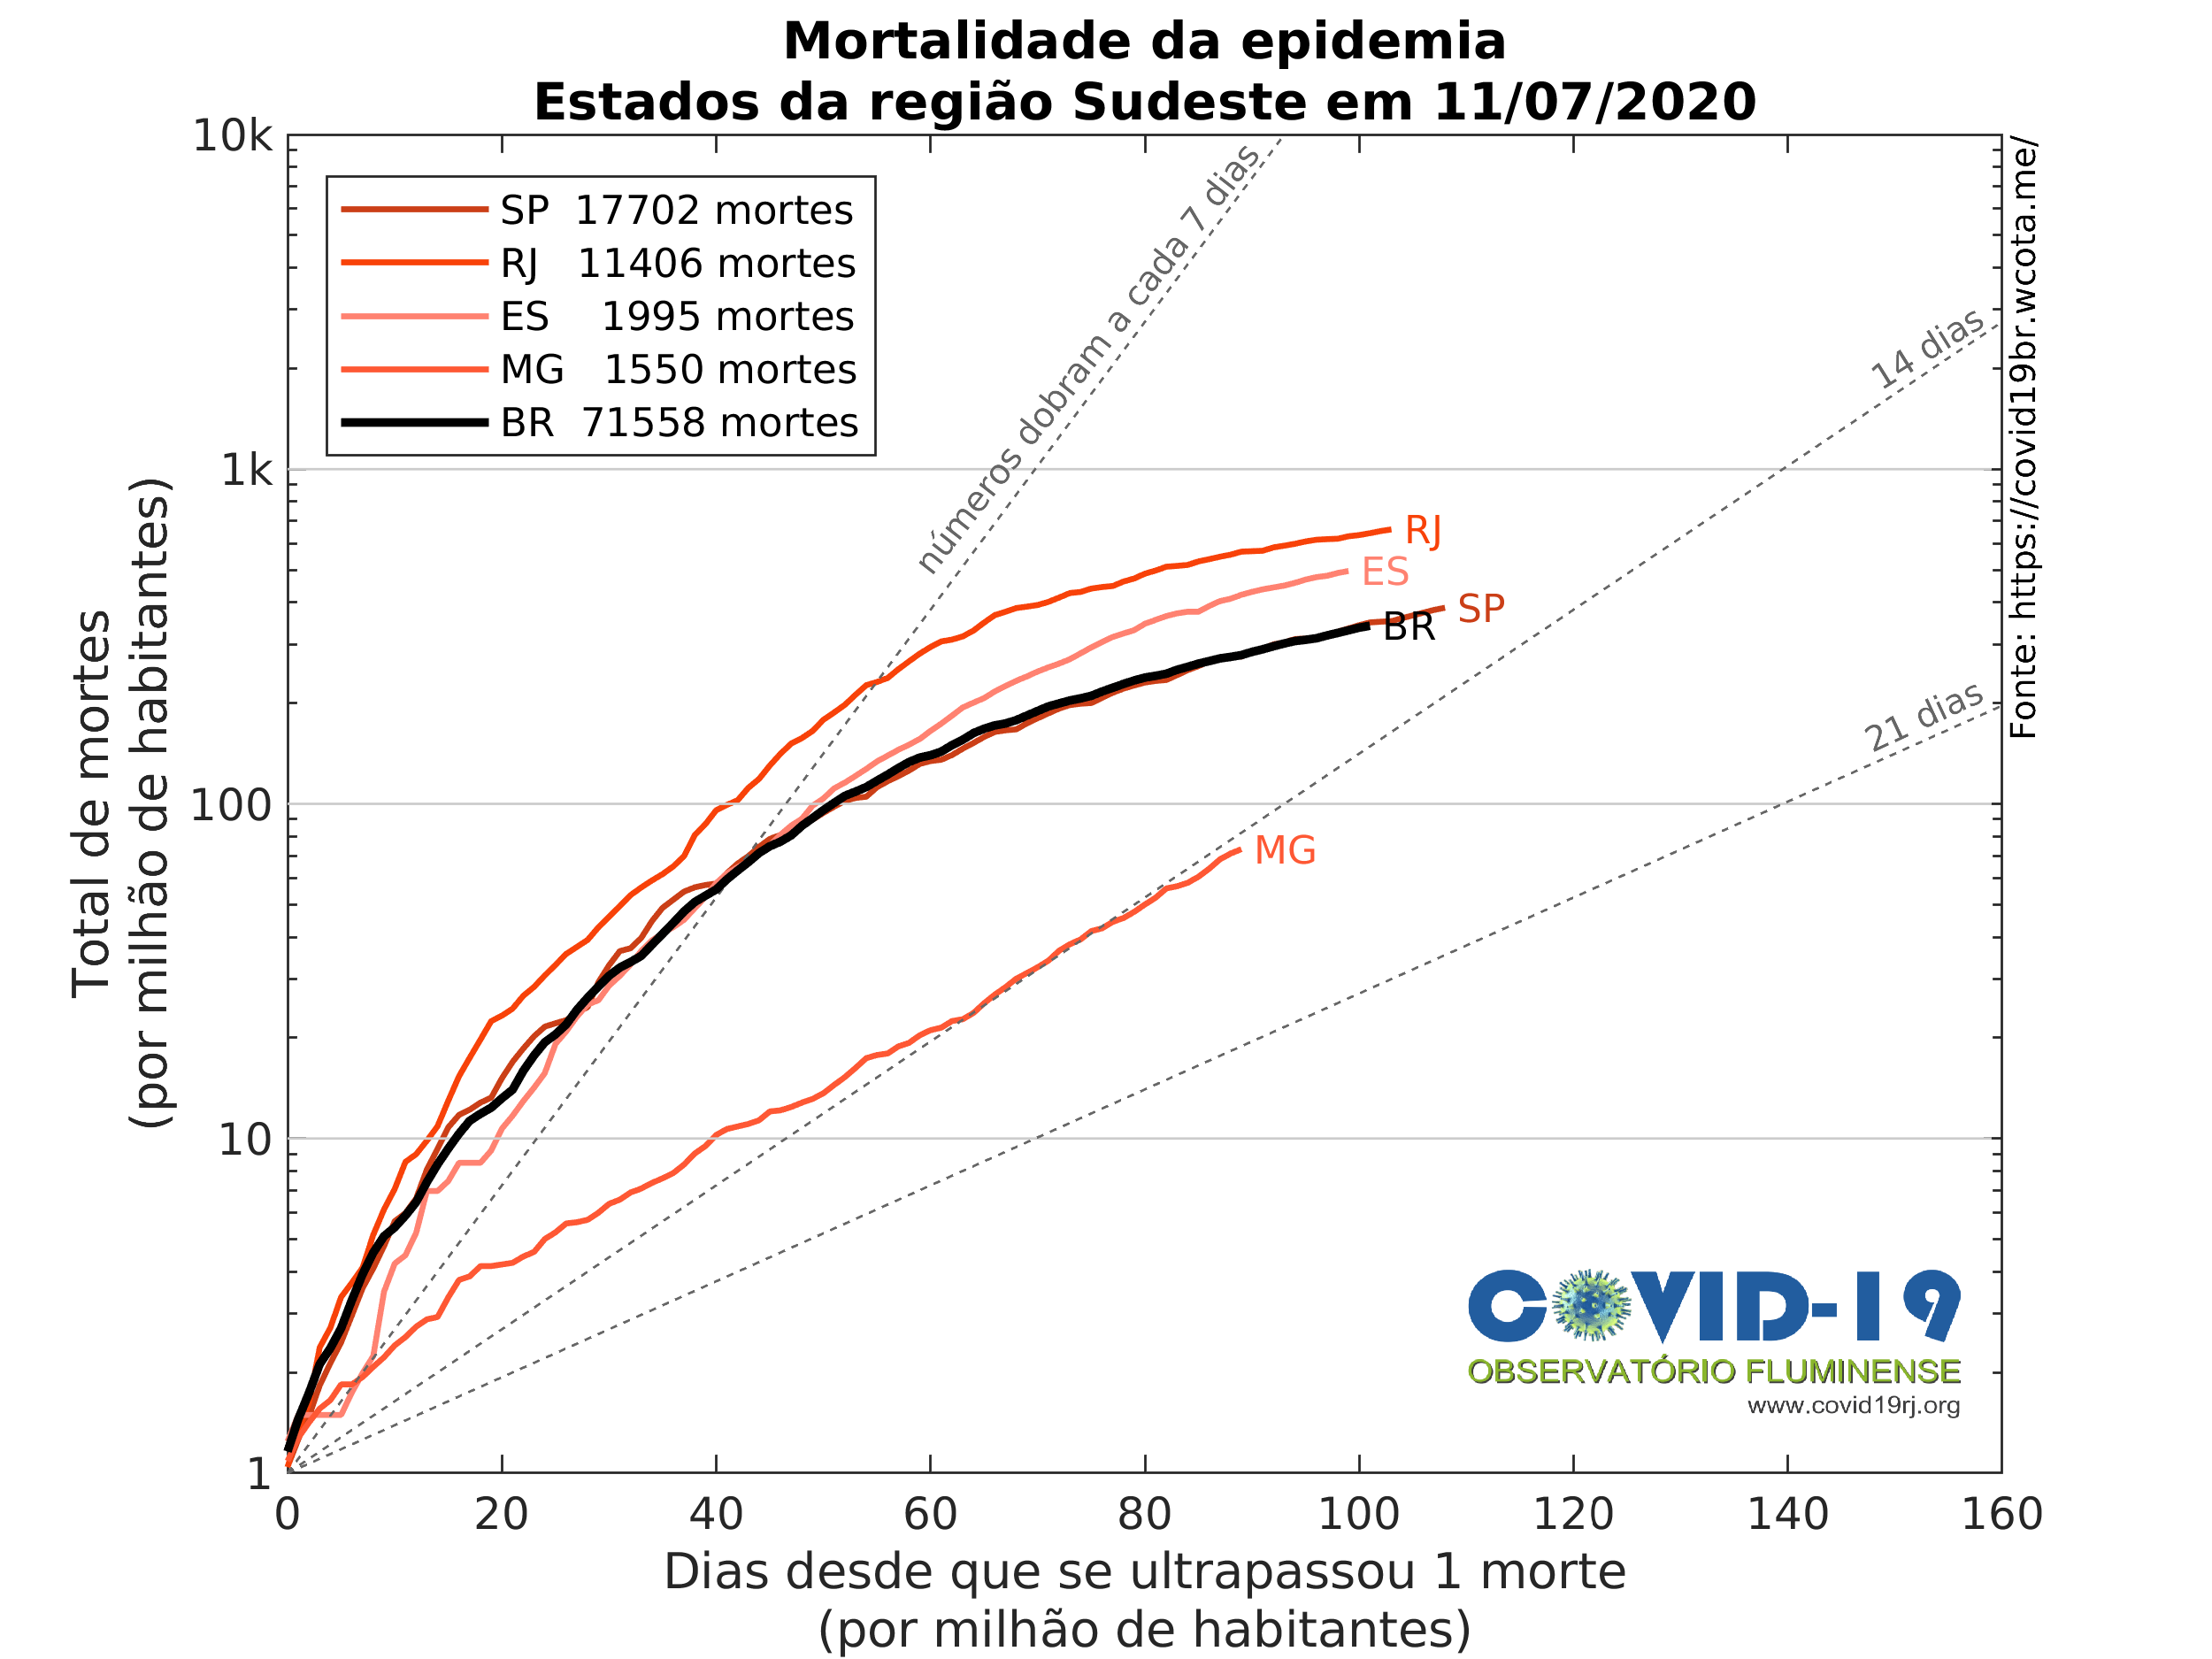 Mortalidade da epidemia
Estados da região Sudeste em 11/07/2020
10k
1k
100
10
1
Total de mortes
(por milhão de habitantes)
SP 17702 mortes
RJ 11406 mortes
ES 1995 mortes
MG 1550 mortes
BR 71558 mortes
números dobram a cada 7 dias
14 dias
21 dias
RJ
ES
SP
BR
MG
Fonte: https://covid19br.wcota.me/
COVID-19
OBSERVATÓRIO FLUMINENSE
www.covid19rj.org
0 20 40 60 80 100 120 140 160
Dias desde que se ultrapassou 1 morte
(por milhão de habitantes)